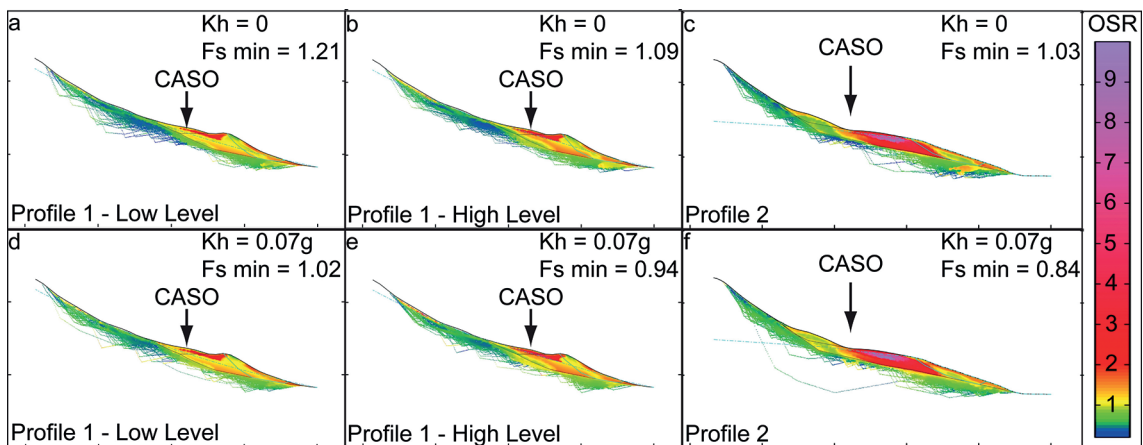 a
Kh = 0
Fs min = 1.21
CASO
Profile 1 - Low Level
b
Kh = 0
Fs min = 1.09
CASO
Profile 1 - High Level
c
Kh = 0
Fs min = 1.03
CASO
Profile 2
d
Kh = 0.07g
Fs min = 1.02
CASO
Profile 1 - Low Level
e
Kh = 0.07g
Fs min = 0.94
CASO
Profile 1 - High Level
f
Kh = 0.07g
Fs min = 0.84
CASO
Profile 2
OSR
9
8
7
6
5
4
3
2
1